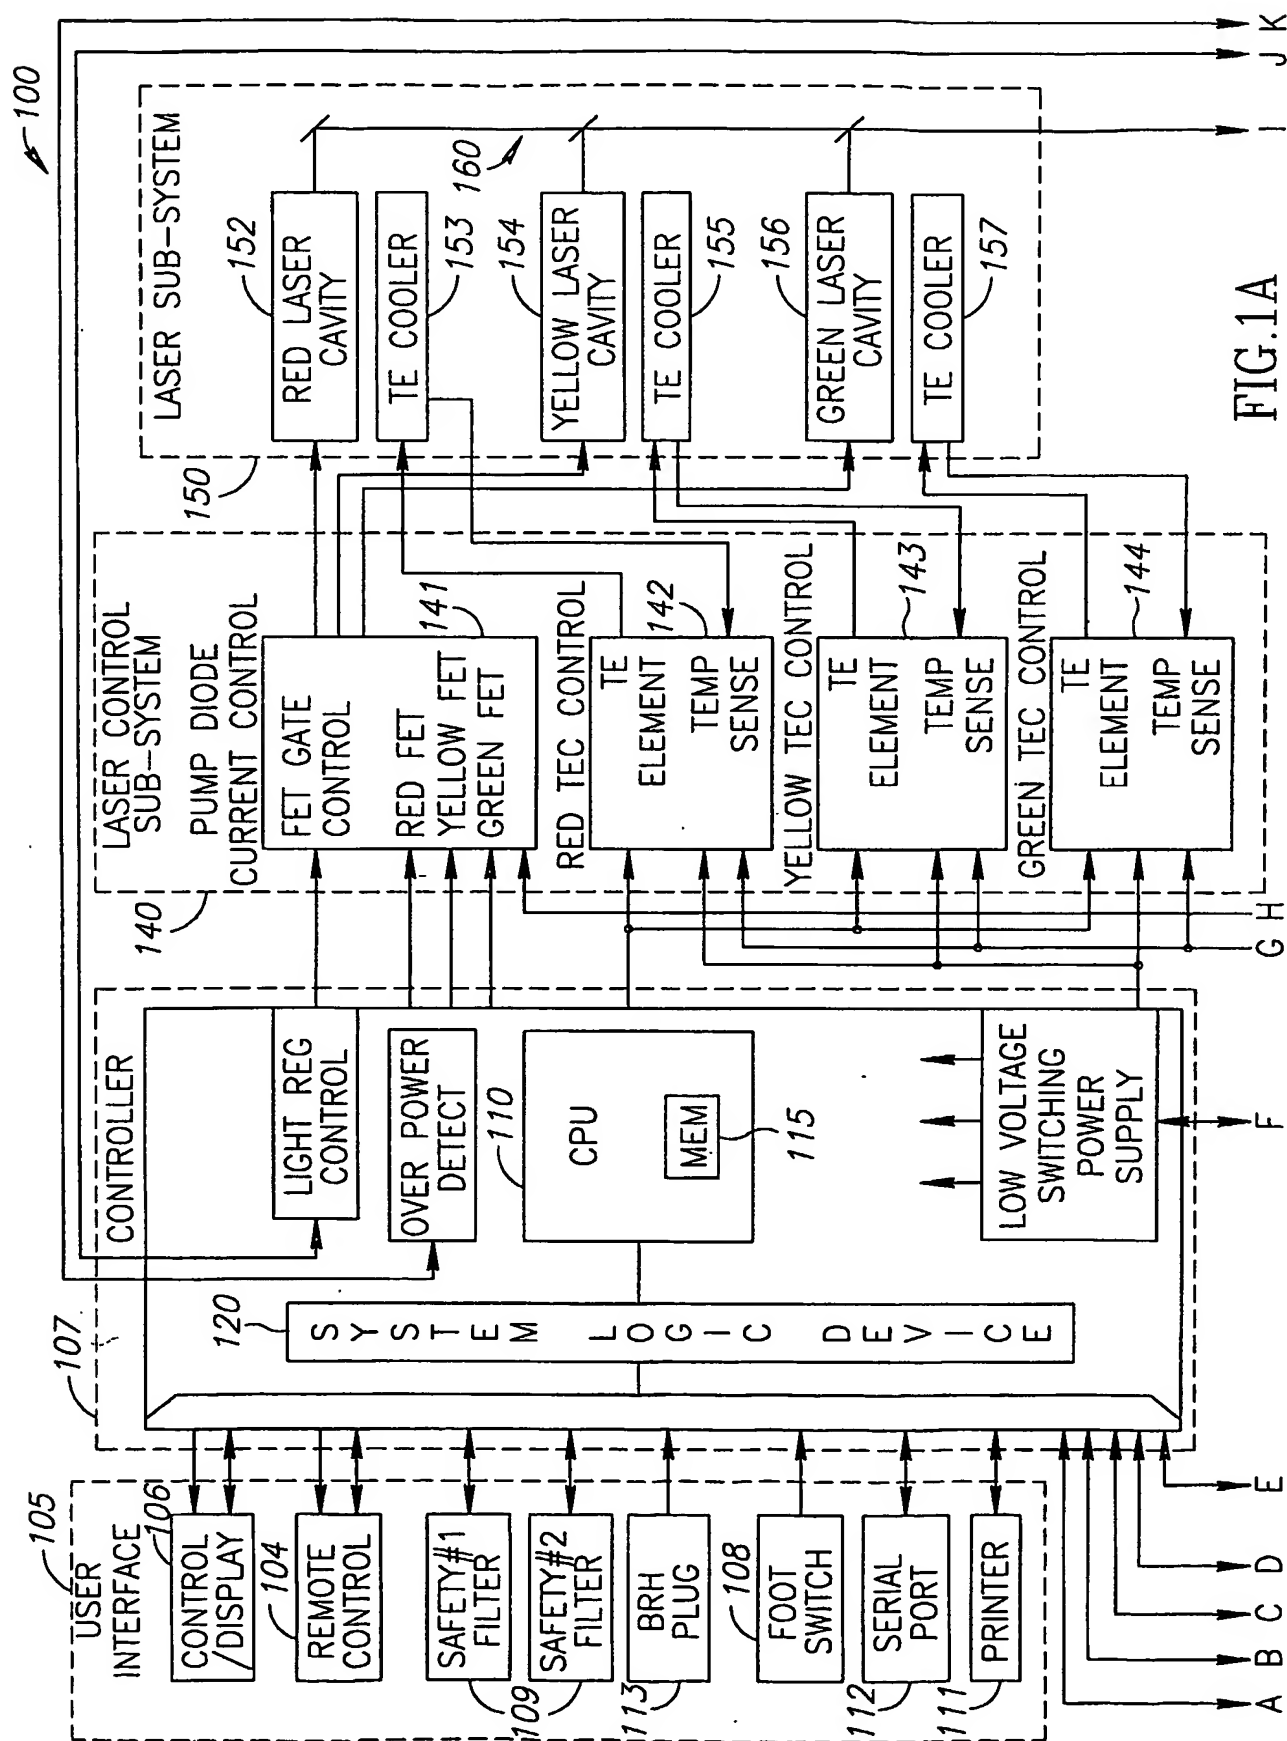 100
105
USER
INTERFACE
106
CONTROL
/DISPLAY
104
REMOTE
CONTROL
SAFETY#1
FILTER
109
SAFETY#2
FILTER
BRH
PLUG
113
108
FOOT
SWITCH
SERIAL
PORT
112
PRINTER
111
107
CONTROLLER
LIGHT REG
CONTROL
OVER POWER
DETECT
110
CPU
MEM
115
120
SYSTEM LOGIC DEVICE
LOW VOLTAGE
SWITCHING
POWER
SUPPLY
140
LASER CONTROL
SUB-SYSTEM
PUMP DIODE
CURRENT CONTROL
FET GATE
CONTROL
141
RED FET
YELLOW FET
GREEN FET
RED TEC CONTROL
142
TE
ELEMENT
TEMP
SENSE
YELLOW TEC CONTROL
143
TE
ELEMENT
TEMP
SENSE
GREEN TEC CONTROL
144
TE
ELEMENT
TEMP
SENSE
150
LASER SUB-SYSTEM
152
RED LASER
CAVITY
153
TE COOLER
160
154
YELLOW LASER
CAVITY
155
TE COOLER
156
GREEN LASER
CAVITY
157
TE COOLER
A
B
C
D
E
F
G
H
I
J
K
FIG.1A